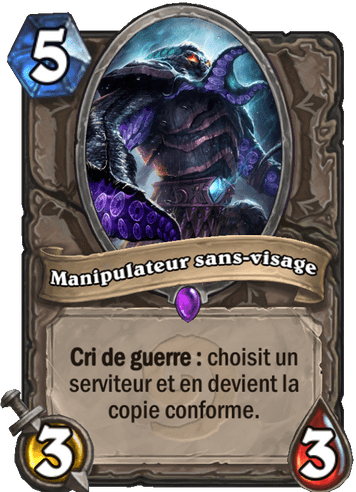 5
Manipulateur sans-visage
Cri de guerre : choisit un
serviteur et en devient la
copie conforme.
3
3